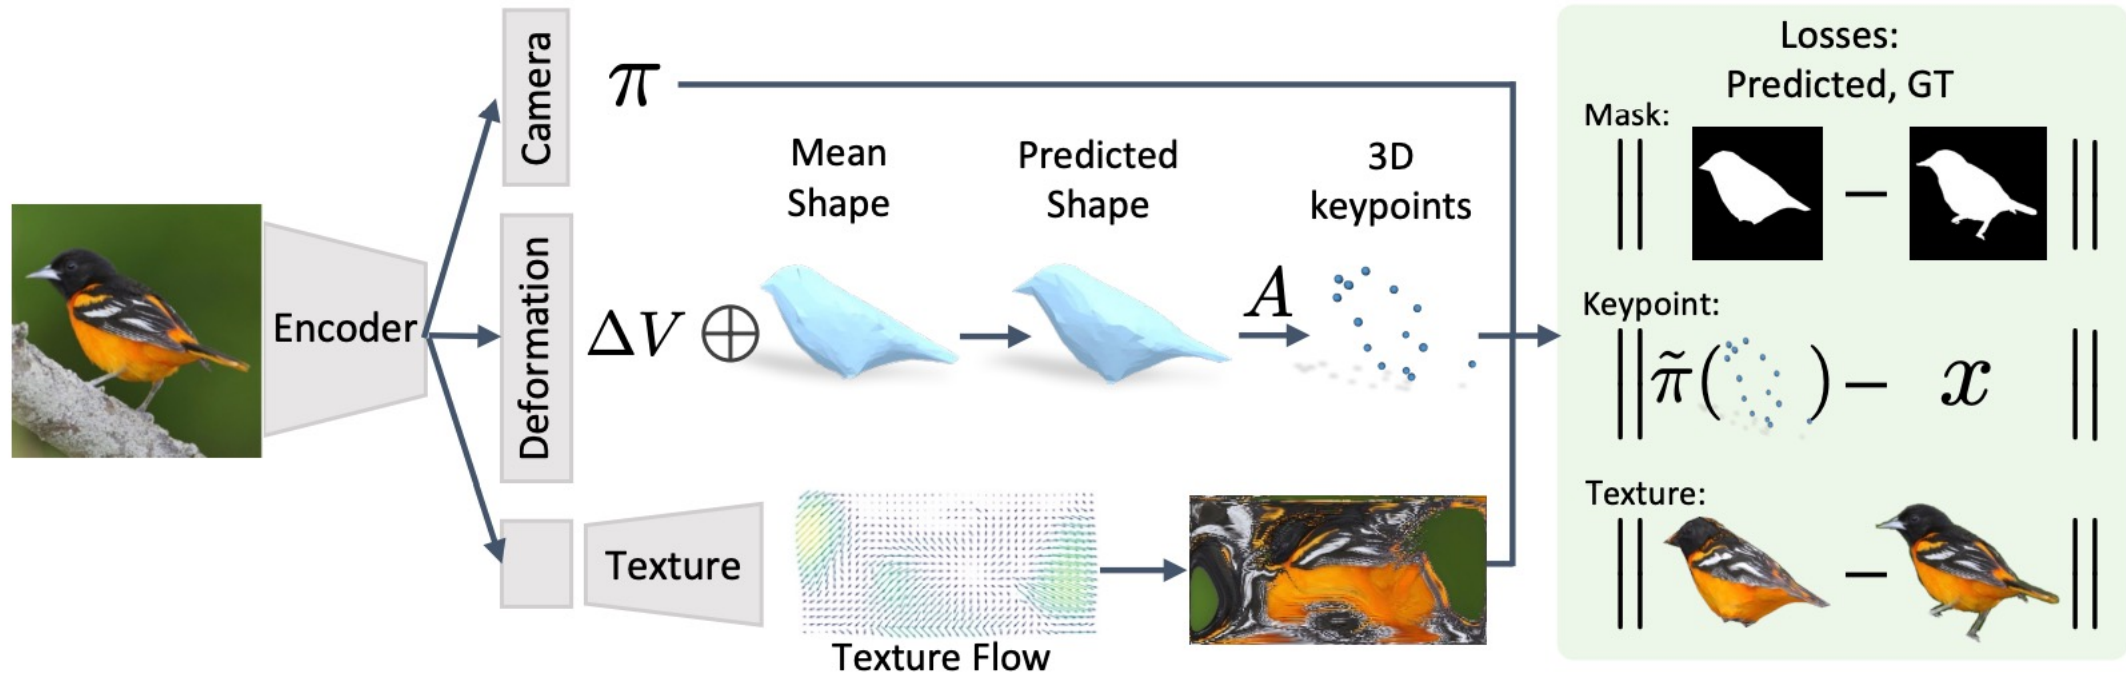 Encoder
Camera
π
Deformation
ΔV ⊕
Mean
Shape
Predicted
Shape
A
3D
keypoints
Texture
Texture Flow
Losses:
Predicted, GT
Mask:
|| − ||
Keypoint:
|| π̃( ) − x ||
Texture:
|| − ||